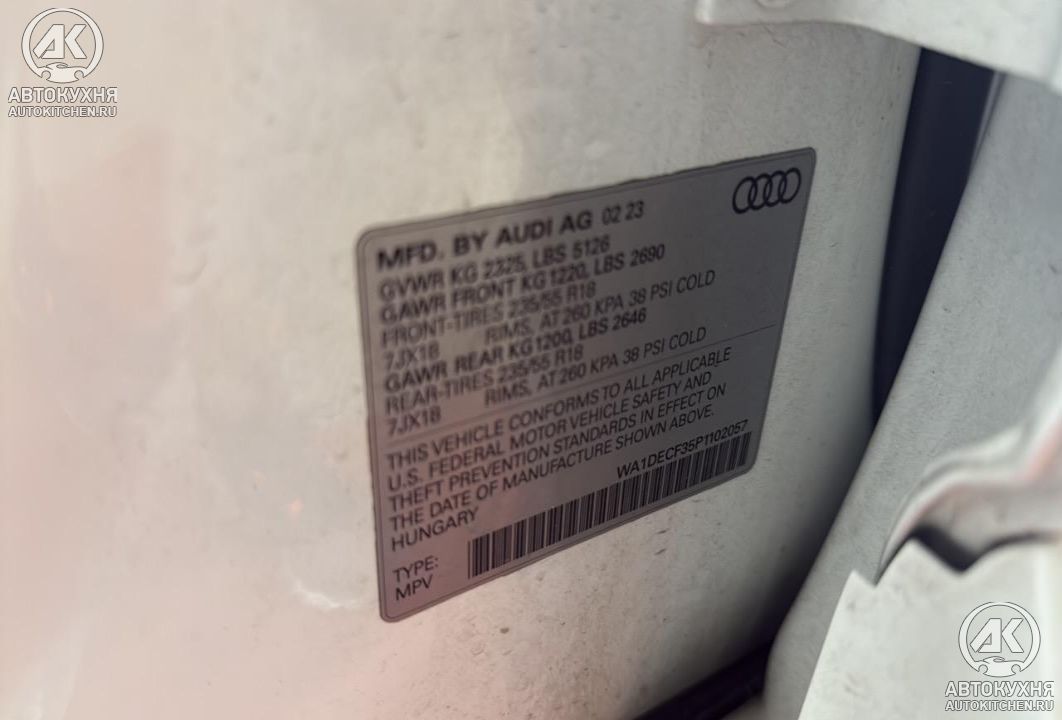 АК
АВТОКУХНЯ
AUTOKITCHEN.RU
MFD. BY AUDI AG 02 23
GVWR KG 2325, LBS 5126
GAWR FRONT KG 1220, LBS 2690
FRONT-TIRES 235/55 R18
7JX18 RIMS, AT 260 KPA 38 PSI COLD
GAWR REAR KG 1200, LBS 2646
REAR-TIRES 235/55 R18
7JX18 RIMS, AT 260 KPA 38 PSI COLD
THIS VEHICLE CONFORMS TO ALL APPLICABLE
U.S. FEDERAL MOTOR VEHICLE SAFETY AND
THEFT PREVENTION STANDARDS IN EFFECT ON
THE DATE OF MANUFACTURE SHOWN ABOVE.
HUNGARY WA1DECF35P1102057
TYPE:
MPV
АК
АВТОКУХНЯ
AUTOKITCHEN.RU